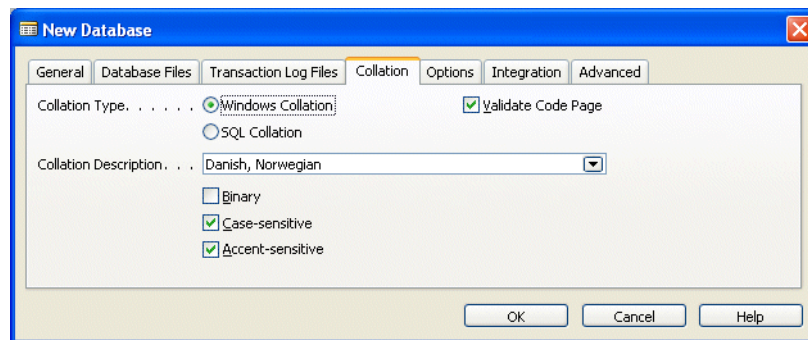 New Database
General Database Files Transaction Log Files Collation Options Integration Advanced
Collation Type. . . . . . Windows Collation Validate Code Page
SQL Collation
Collation Description. . . Danish, Norwegian
Binary
Case-sensitive
Accent-sensitive
OK Cancel Help